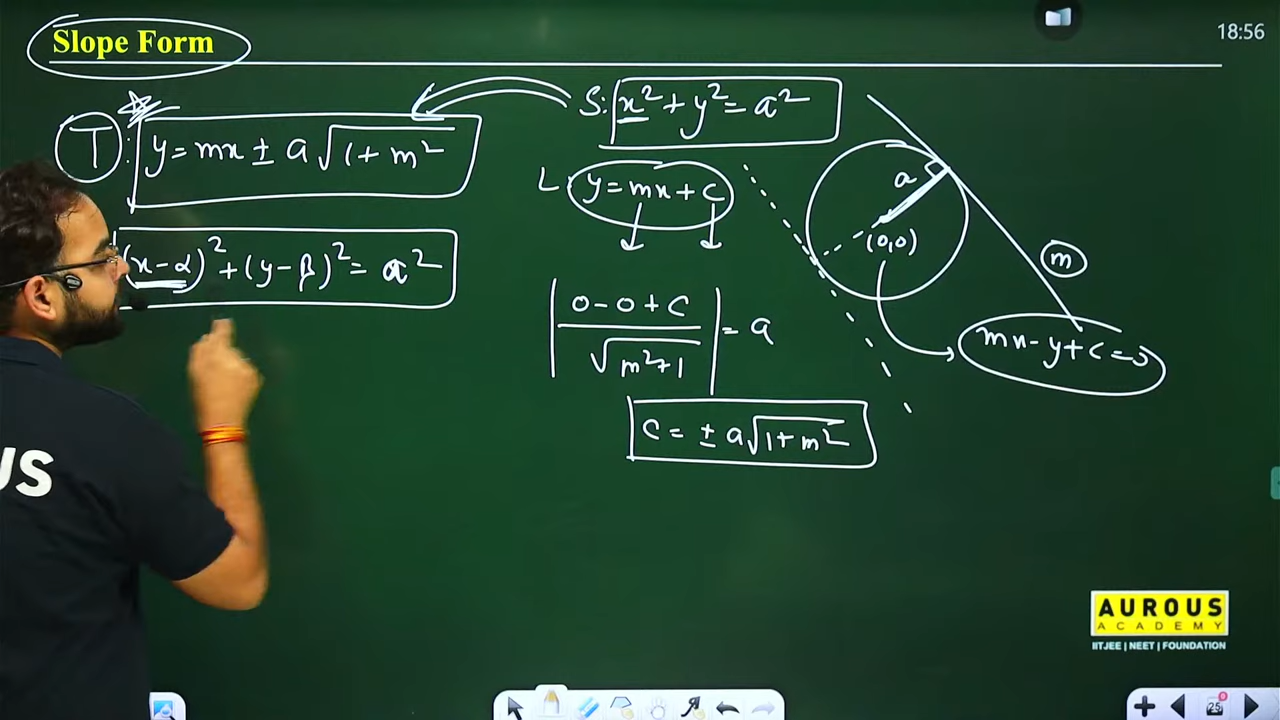 Slope Form
18:56
T: y = mx ± a√(1+m²)
S: x² + y² = a²
L: y = mx + c
(x-α)² + (y-β)² = a²
a
(0,0)
m
|0-0+c / √(m²+1)| = a
mx-y+c=0
c = ± a√(1+m²)
US
AUROUS
ACADEMY
IITJEE | NEET | FOUNDATION
25